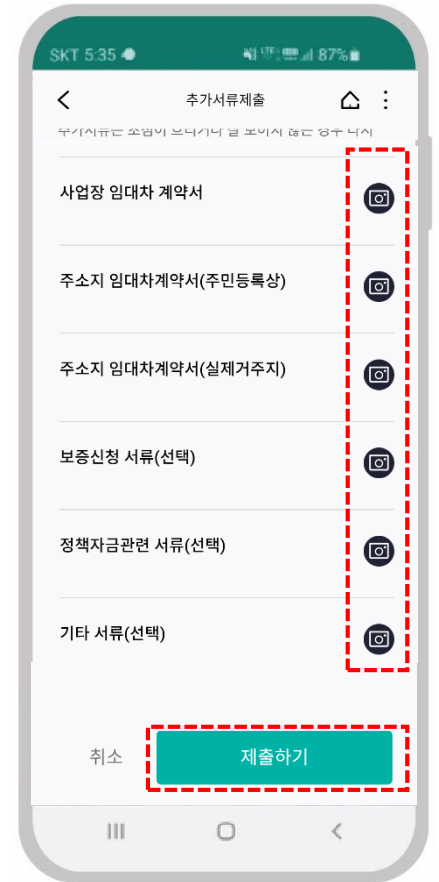 SKT 5:35
LTE 87%
추가서류제출
사업장 임대차 계약서
주소지 임대차계약서(주민등록상)
주소지 임대차계약서(실제거주지)
보증신청 서류(선택)
정책자금관련 서류(선택)
기타 서류(선택)
취소
제출하기